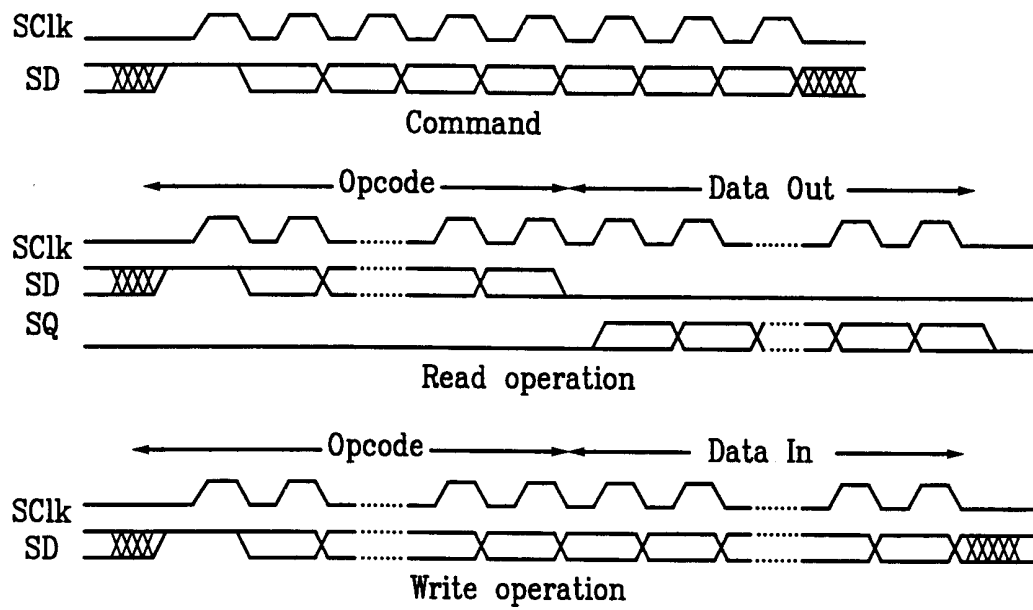 SClk
SD
Command
Opcode
Data Out
SClk
SD
SQ
Read operation
Opcode
Data In
SClk
SD
Write operation